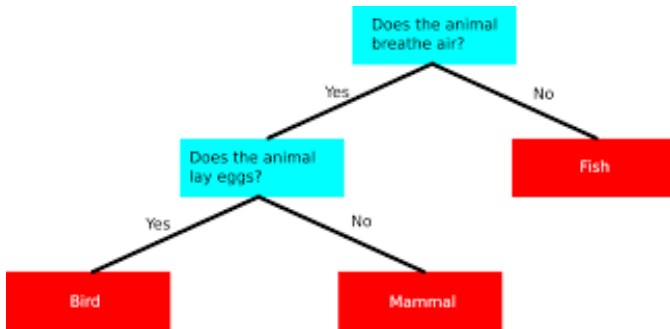 Does the animal
breathe air?
Yes
No
Does the animal
lay eggs?
Fish
Yes
No
Bird
Mammal